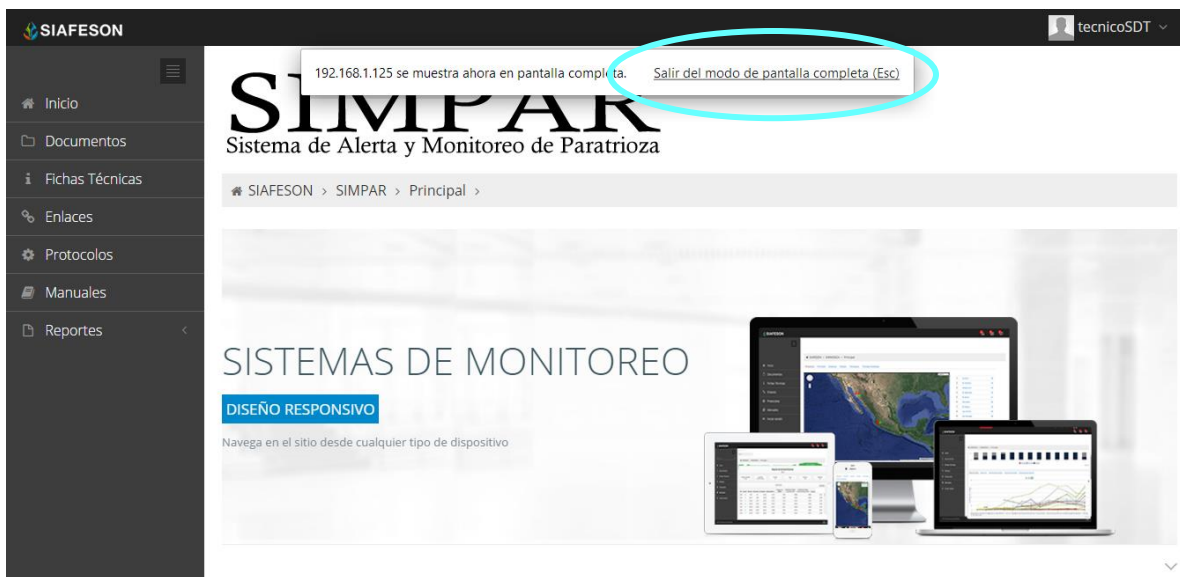 SIAFESON
tecnicoSDT
192.168.1.125 se muestra ahora en pantalla completa. Salir del modo de pantalla completa (Esc)
SIMPAR
Sistema de Alerta y Monitoreo de Paratrioza
SIAFESON > SIMPAR > Principal >
Inicio
Documentos
Fichas Técnicas
Enlaces
Protocolos
Manuales
Reportes
SISTEMAS DE MONITOREO
DISEÑO RESPONSIVO
Navega en el sitio desde cualquier tipo de dispositivo